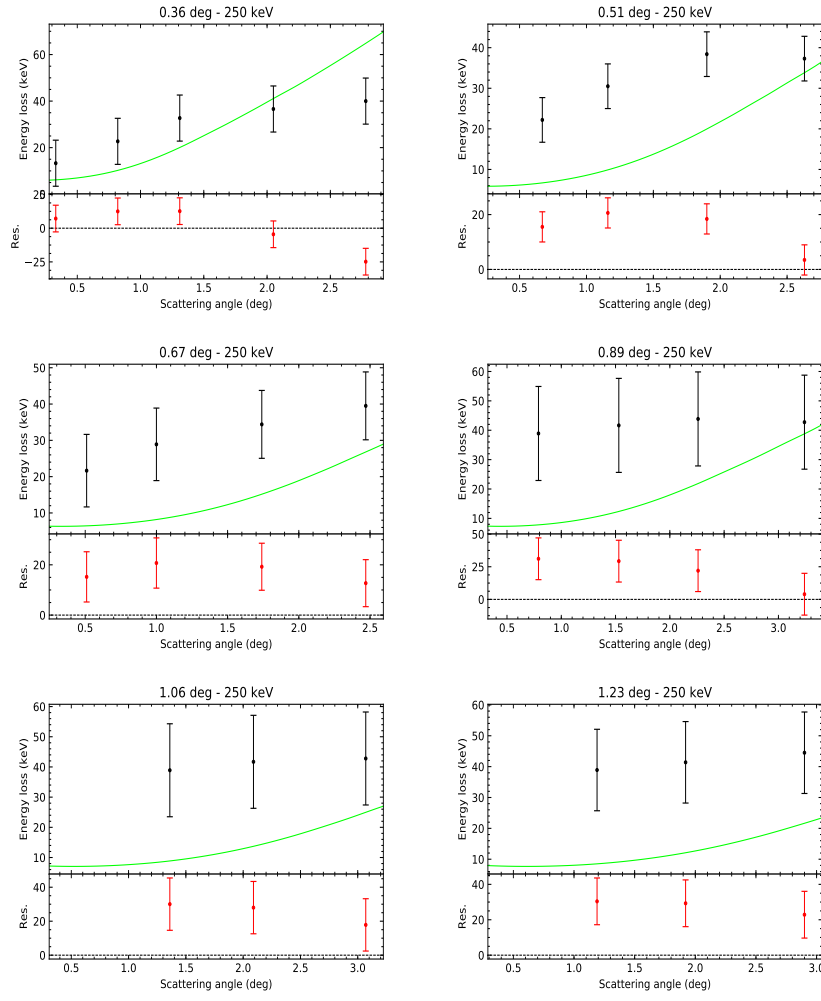 0.36 deg - 250 keV
0.51 deg - 250 keV
Energy loss (keV)
60
40
20
0
Energy loss (keV)
40
30
20
10
Res.
25
0
−25
Res.
20
0
0.5 1.0 1.5 2.0 2.5
0.5 1.0 1.5 2.0 2.5
Scattering angle (deg)
Scattering angle (deg)
0.67 deg - 250 keV
0.89 deg - 250 keV
Energy loss (keV)
50
40
30
20
10
Energy loss (keV)
60
50
40
30
20
10
Res.
20
0
Res.
50
25
0
0.5 1.0 1.5 2.0 2.5
0.5 1.0 1.5 2.0 2.5 3.0
Scattering angle (deg)
Scattering angle (deg)
1.06 deg - 250 keV
1.23 deg - 250 keV
Energy loss (keV)
60
50
40
30
20
10
Energy loss (keV)
60
50
40
30
20
10
Res.
40
20
0
Res.
40
20
0
0.5 1.0 1.5 2.0 2.5 3.0
0.5 1.0 1.5 2.0 2.5 3.0
Scattering angle (deg)
Scattering angle (deg)